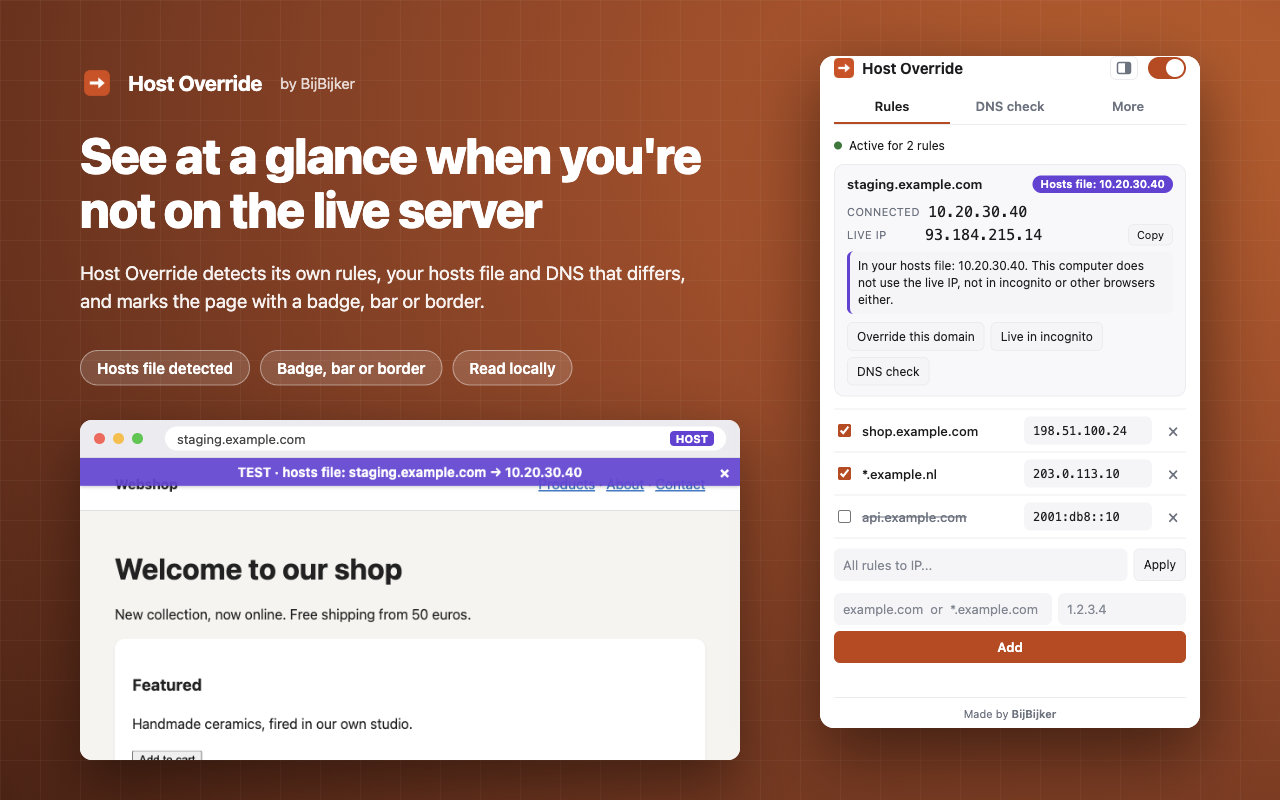 Host Override by BijBijker
See at a glance when you're
not on the live server
Host Override detects its own rules, your hosts file and DNS that differs,
and marks the page with a badge, bar or border.
Hosts file detected
Badge, bar or border
Read locally
staging.example.com
HOST
TEST · hosts file: staging.example.com → 10.20.30.40
×
Webshop
Products · About · Contact
Welcome to our shop
New collection, now online. Free shipping from 50 euros.
Featured
Handmade ceramics, fired in our own studio.
Add to cart
Host Override
Rules
DNS check
More
Active for 2 rules
staging.example.com
Hosts file: 10.20.30.40
CONNECTED 10.20.30.40
LIVE IP 93.184.215.14
Copy
In your hosts file: 10.20.30.40. This computer does
not use the live IP, not in incognito or other browsers
either.
Override this domain
Live in incognito
DNS check
shop.example.com 198.51.100.24 ×
*.example.nl 203.0.113.10 ×
api.example.com 2001:db8::10 ×
All rules to IP...
Apply
example.com or *.example.com
1.2.3.4
Add
Made by BijBijker